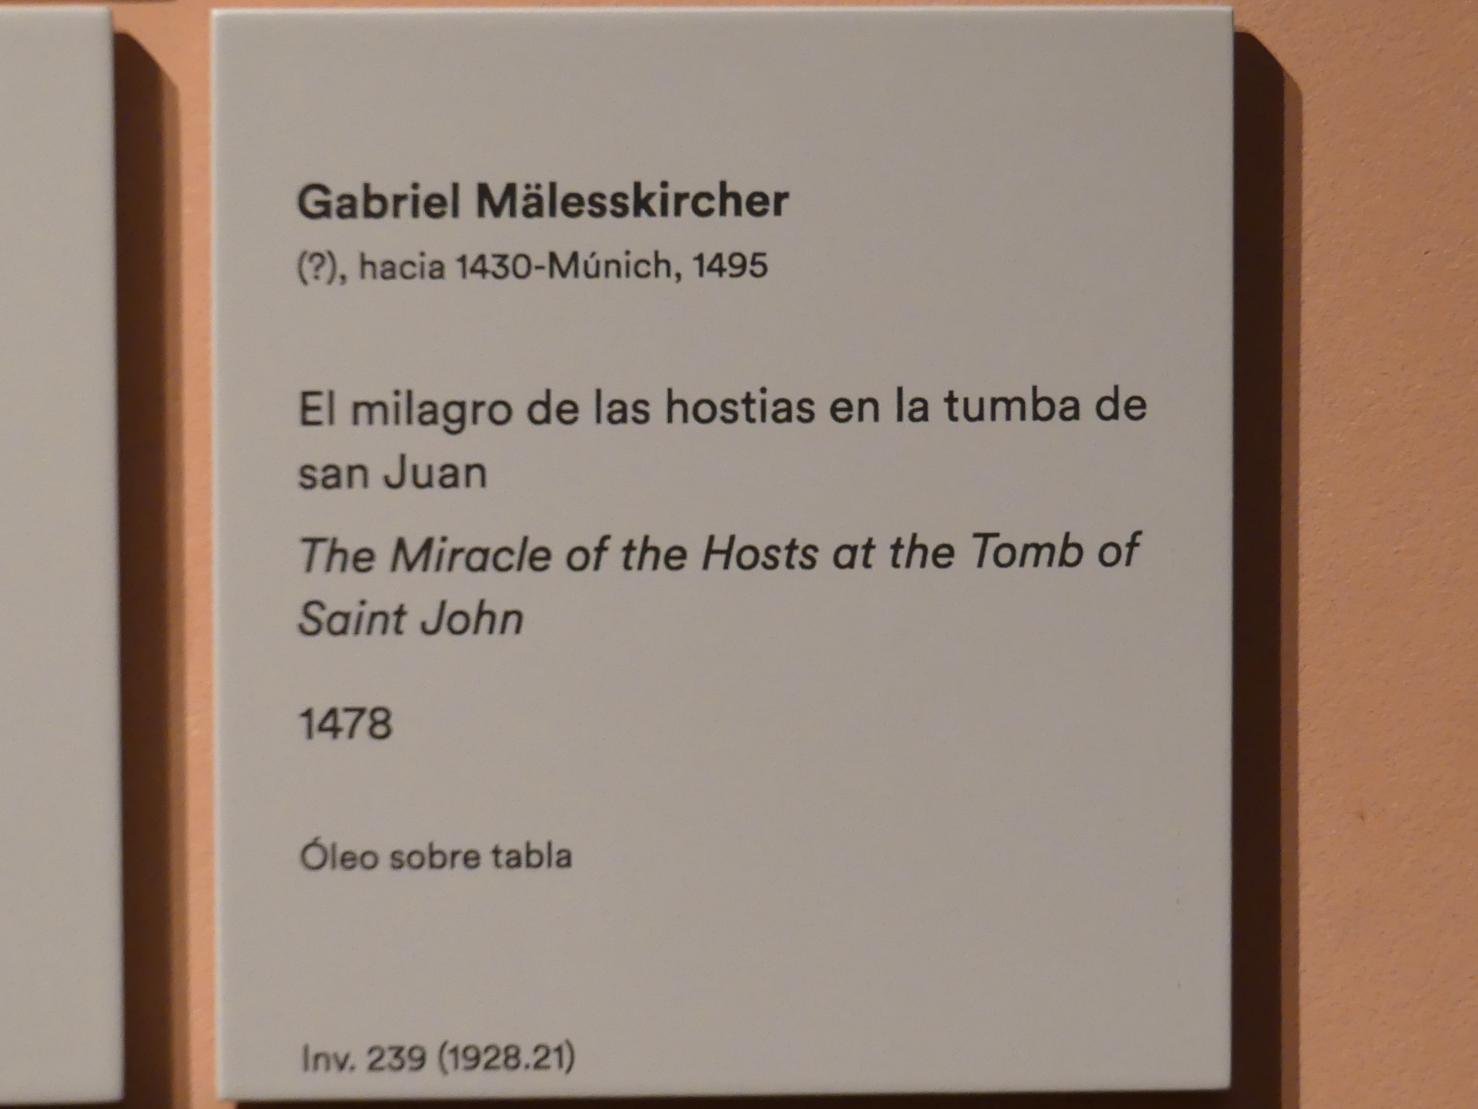 Gabriel Mälesskircher
(?), hacia 1430-Múnich, 1495
El milagro de las hostias en la tumba de
san Juan
The Miracle of the Hosts at the Tomb of
Saint John
1478
Óleo sobre tabla
Inv. 239 (1928.21)